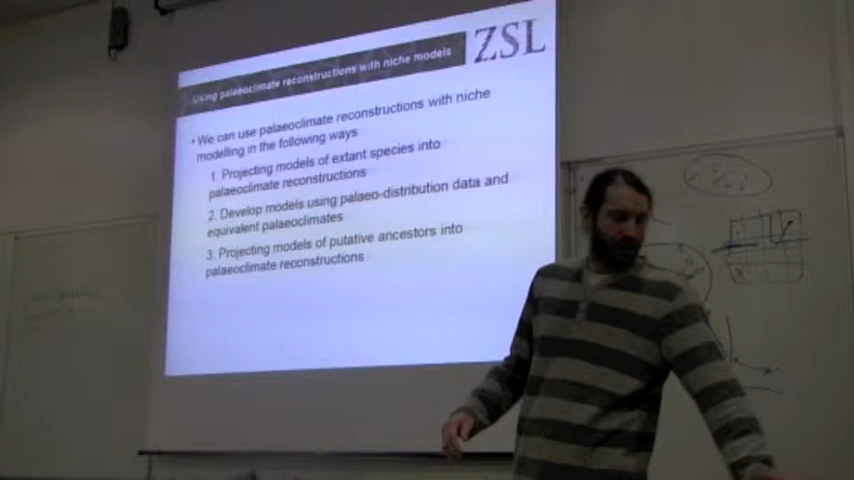 Using palaeoclimate reconstructions with niche models
ZSL
• We can use palaeoclimate reconstructions with niche
modelling in the following ways
1. Projecting models of extant species into
palaeoclimate reconstructions
2. Develop models using palaeo-distribution data and
equivalent palaeoclimates
3. Projecting models of putative ancestors into
palaeoclimate reconstructions